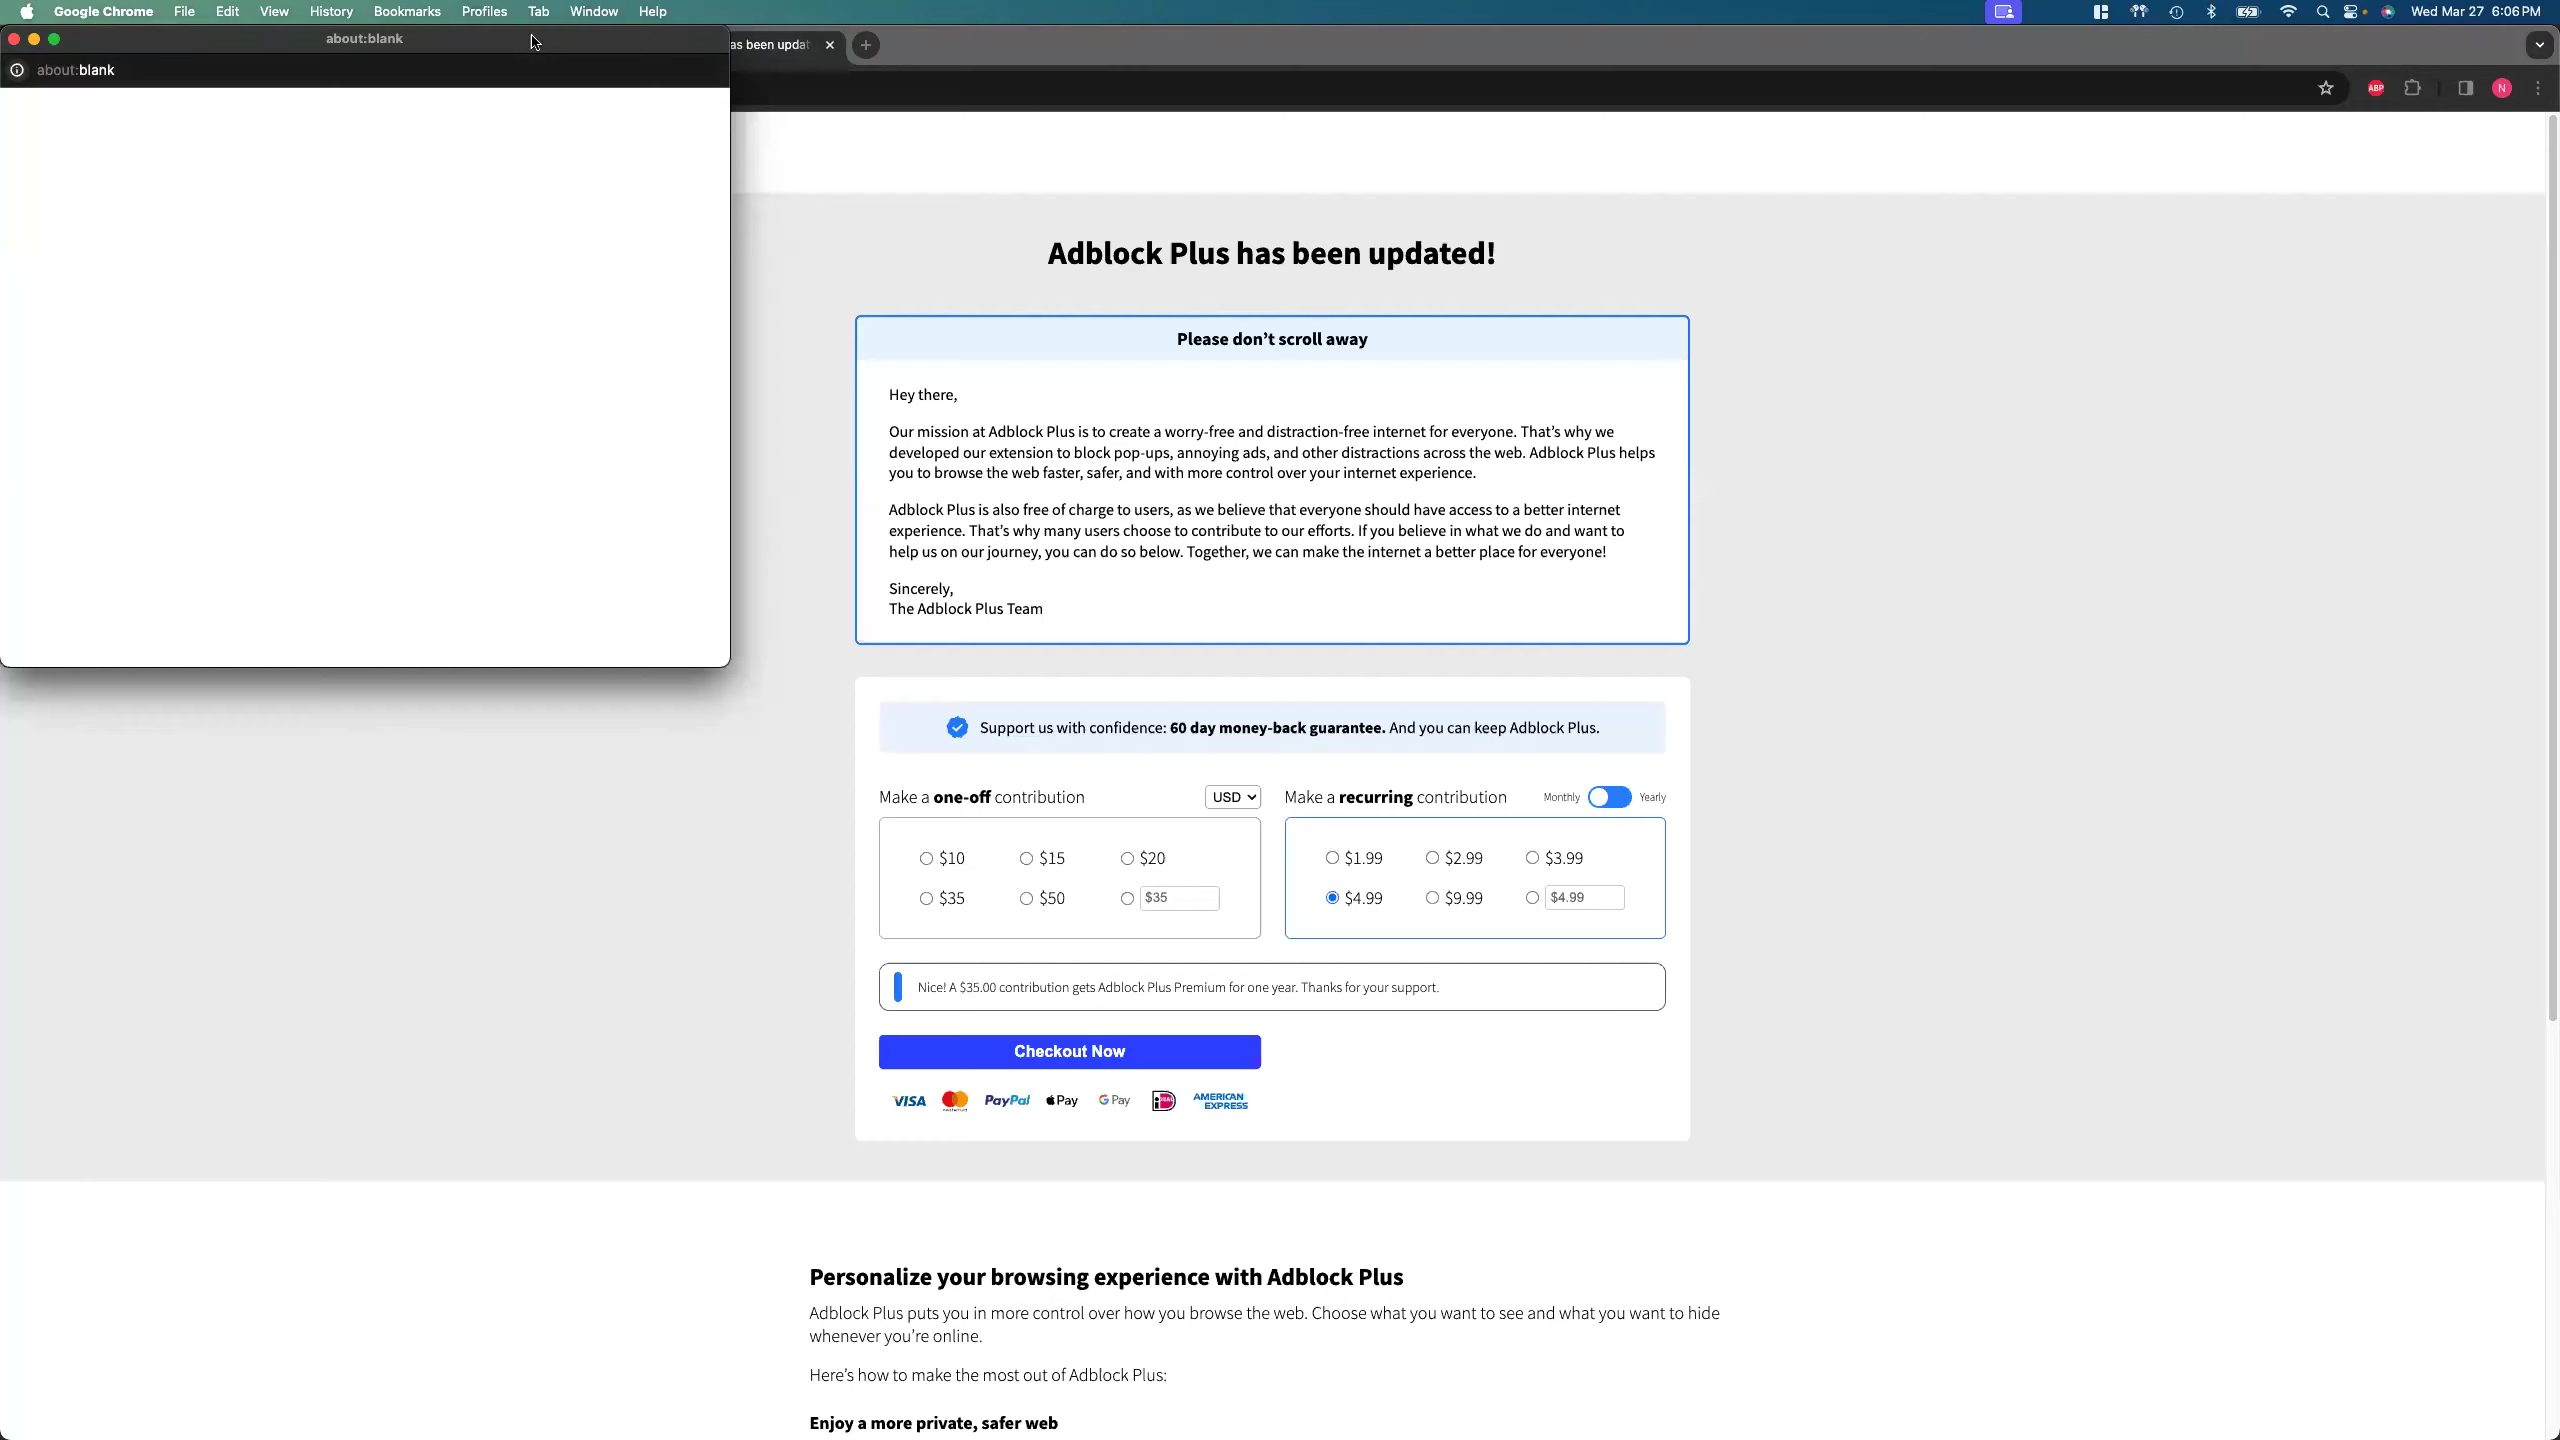 Google Chrome File Edit View History Bookmarks Profiles Tab Window Help
Wed Mar 27 6:06 PM
about:blank
about:blank
as been updat
ABP
N
Adblock Plus has been updated!
Please don’t scroll away
Hey there,
Our mission at Adblock Plus is to create a worry-free and distraction-free internet for everyone. That’s why we
developed our extension to block pop-ups, annoying ads, and other distractions across the web. Adblock Plus helps
you to browse the web faster, safer, and with more control over your internet experience.
Adblock Plus is also free of charge to users, as we believe that everyone should have access to a better internet
experience. That’s why many users choose to contribute to our efforts. If you believe in what we do and want to
help us on our journey, you can do so below. Together, we can make the internet a better place for everyone!
Sincerely,
The Adblock Plus Team
Support us with confidence: 60 day money-back guarantee. And you can keep Adblock Plus.
Make a one-off contribution
USD
$10 $15 $20
$35 $50 $35
Make a recurring contribution
Monthly Yearly
$1.99 $2.99 $3.99
$4.99 $9.99 $4.99
Nice! A $35.00 contribution gets Adblock Plus Premium for one year. Thanks for your support.
Checkout Now
VISA mastercard PayPal Pay G Pay iDEAL AMERICAN EXPRESS
Personalize your browsing experience with Adblock Plus
Adblock Plus puts you in more control over how you browse the web. Choose what you want to see and what you want to hide
whenever you’re online.
Here’s how to make the most out of Adblock Plus:
Enjoy a more private, safer web